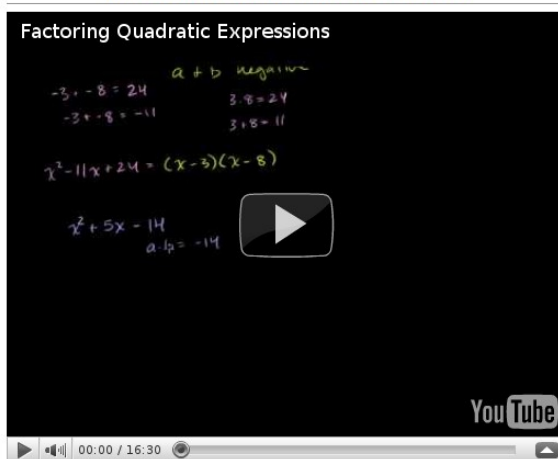 Factoring Quadratic Expressions
a + b negative
-3 · -8 = 24
3·8=24
-3 + -8 = -11
3+8=11
x²-11x+24 = (x-3)(x-8)
x² + 5x - 14
a·b = -14
YouTube
00:00 / 16:30